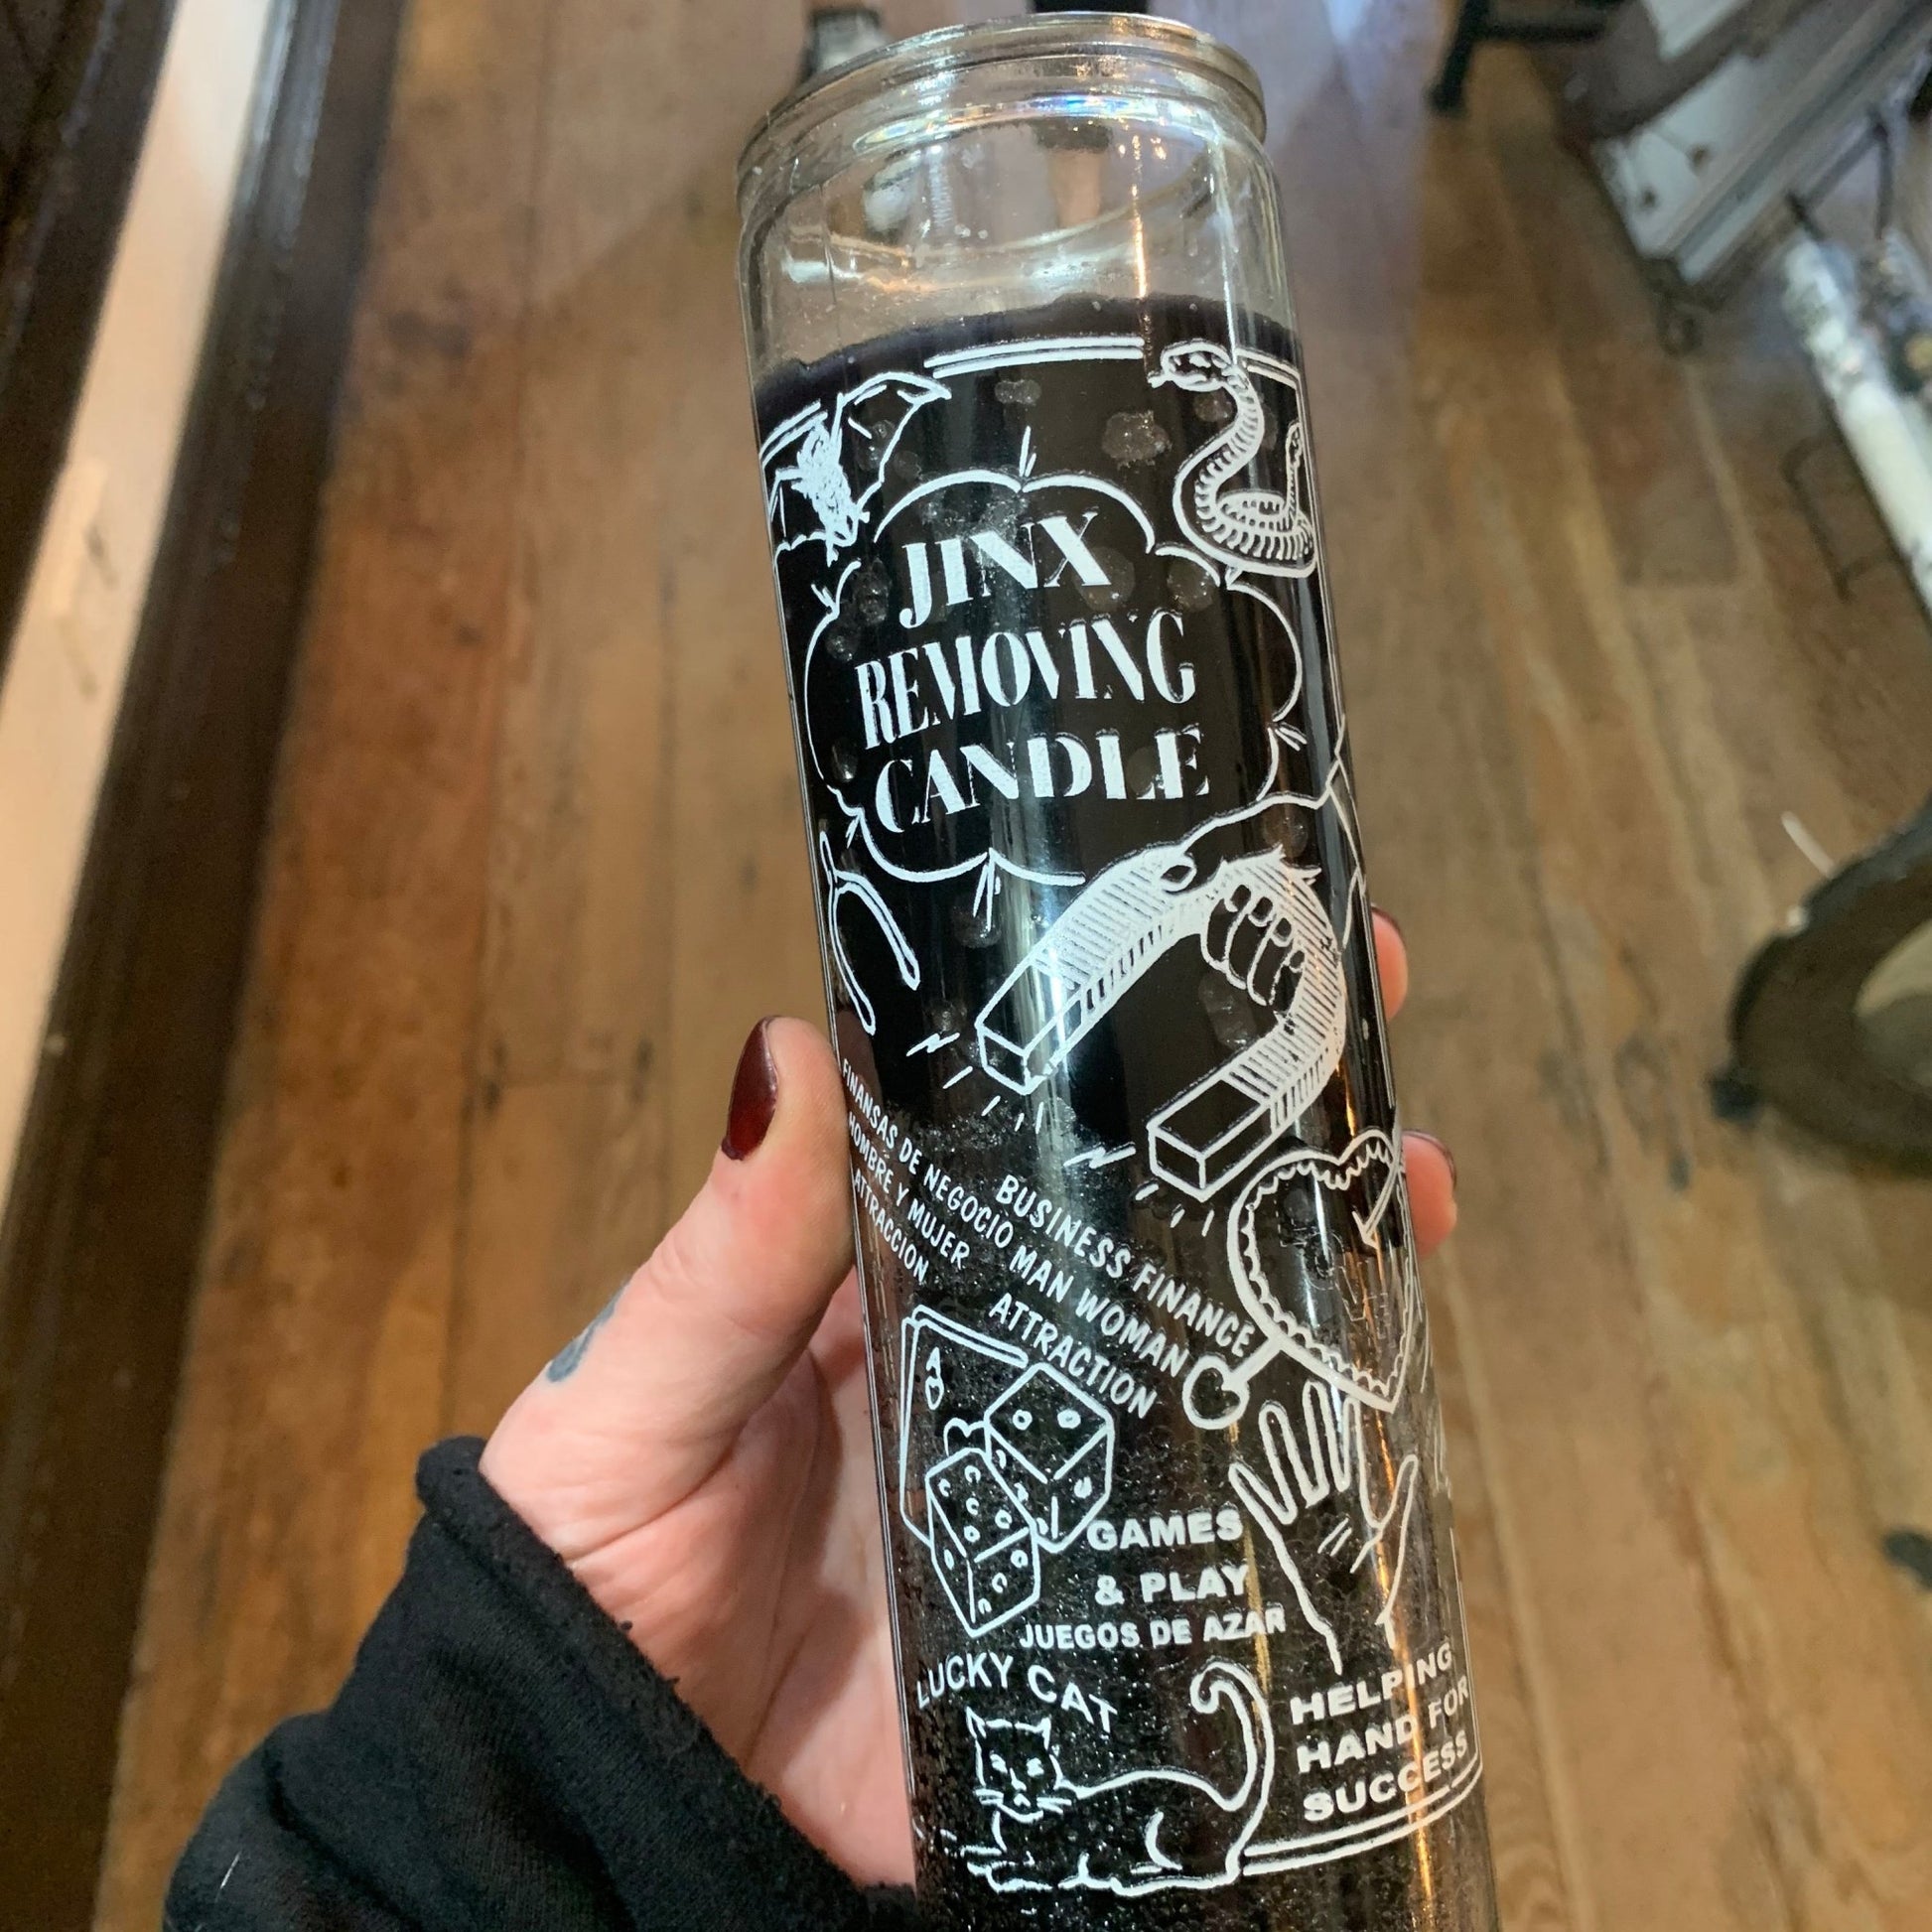 JINX
REMOVING
CANDLE
FINANSAS DE NEGOCIO
HOMBRE Y MUJER
ATTRACCION
BUSINESS FINANCE
MAN WOMAN
ATTRACTION
A
GAMES
& PLAY
JUEGOS DE AZAR
LUCKY CAT
HELPING
HAND FOR
SUCCESS